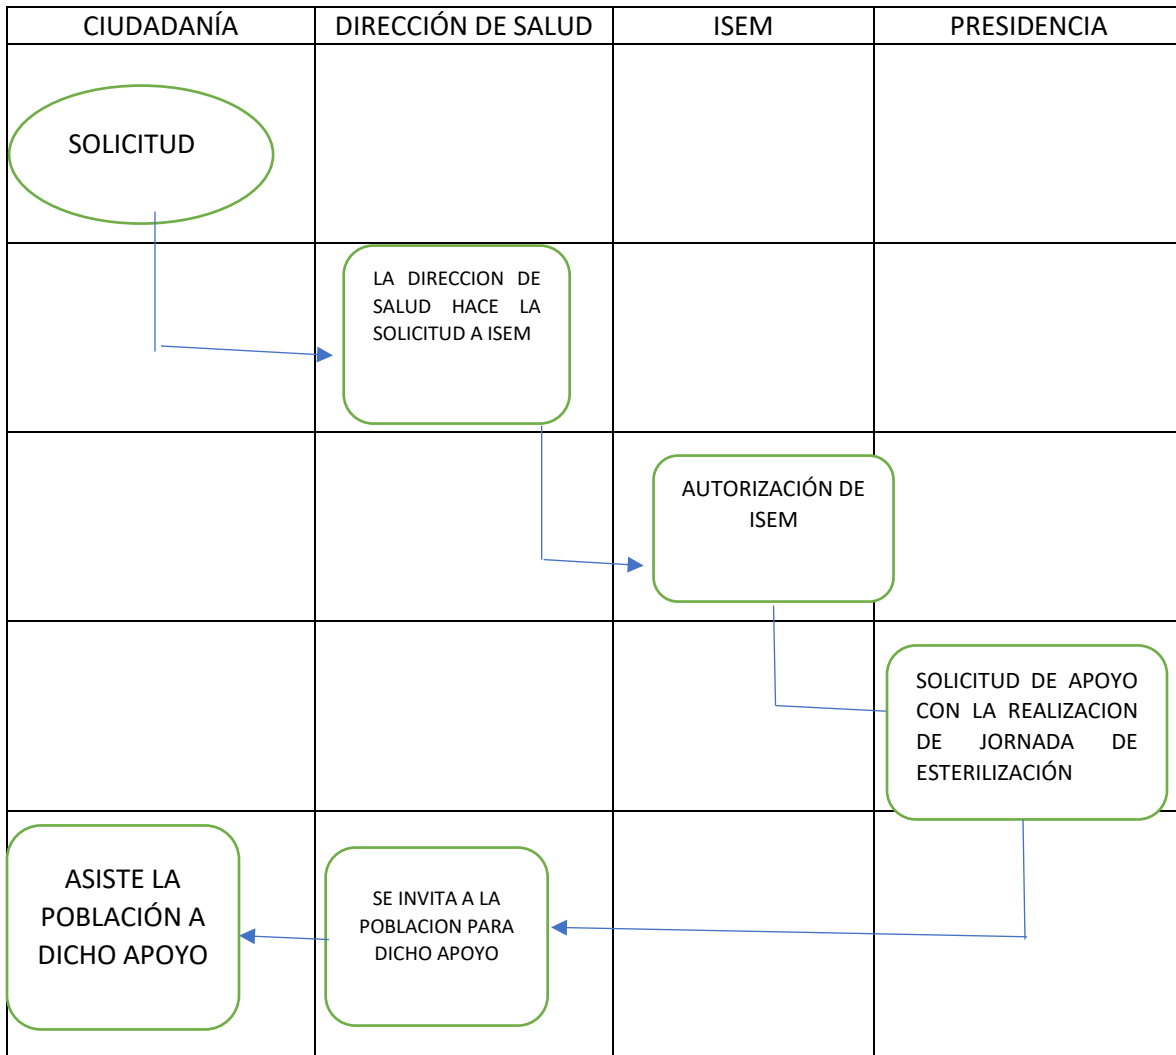 CIUDADANÍA DIRECCIÓN DE SALUD ISEM PRESIDENCIA
SOLICITUD
LA DIRECCION DE
SALUD HACE LA
SOLICITUD A ISEM
AUTORIZACIÓN DE
ISEM
SOLICITUD DE APOYO
CON LA REALIZACION
DE JORNADA DE
ESTERILIZACIÓN
ASISTE LA
POBLACIÓN A
DICHO APOYO
SE INVITA A LA
POBLACION PARA
DICHO APOYO